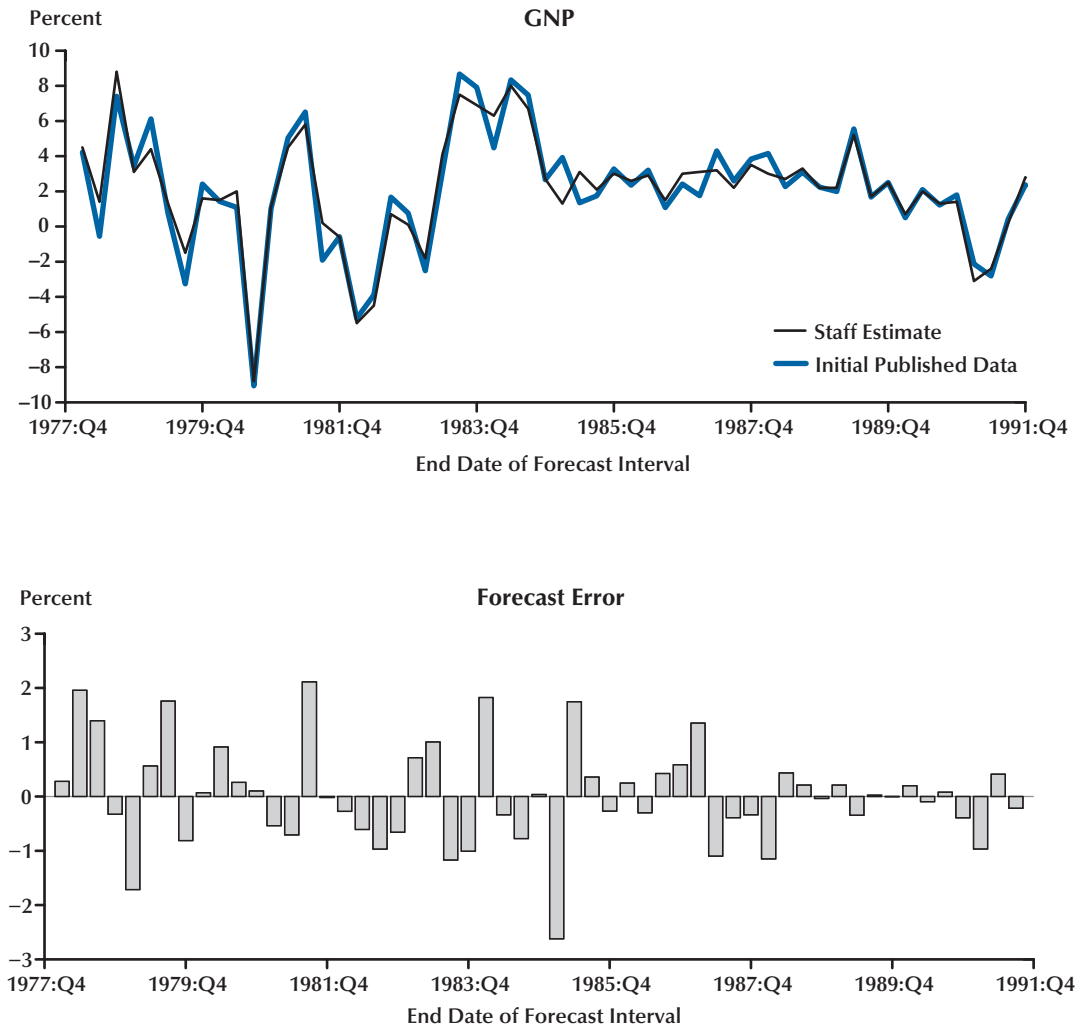 GNP
Percent
10
8
6
4
2
0
−2
−4
−6
−8
−10
Staff Estimate
Initial Published Data
1977:Q4 1979:Q4 1981:Q4 1983:Q4 1985:Q4 1987:Q4 1989:Q4 1991:Q4
End Date of Forecast Interval
Forecast Error
Percent
3
2
1
0
−1
−2
−3
1977:Q4 1979:Q4 1981:Q4 1983:Q4 1985:Q4 1987:Q4 1989:Q4 1991:Q4
End Date of Forecast Interval